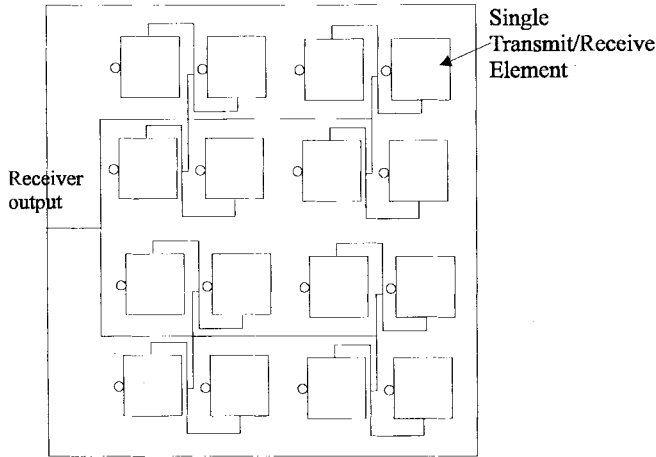 Single
Transmit/Receive
Element
Receiver
output